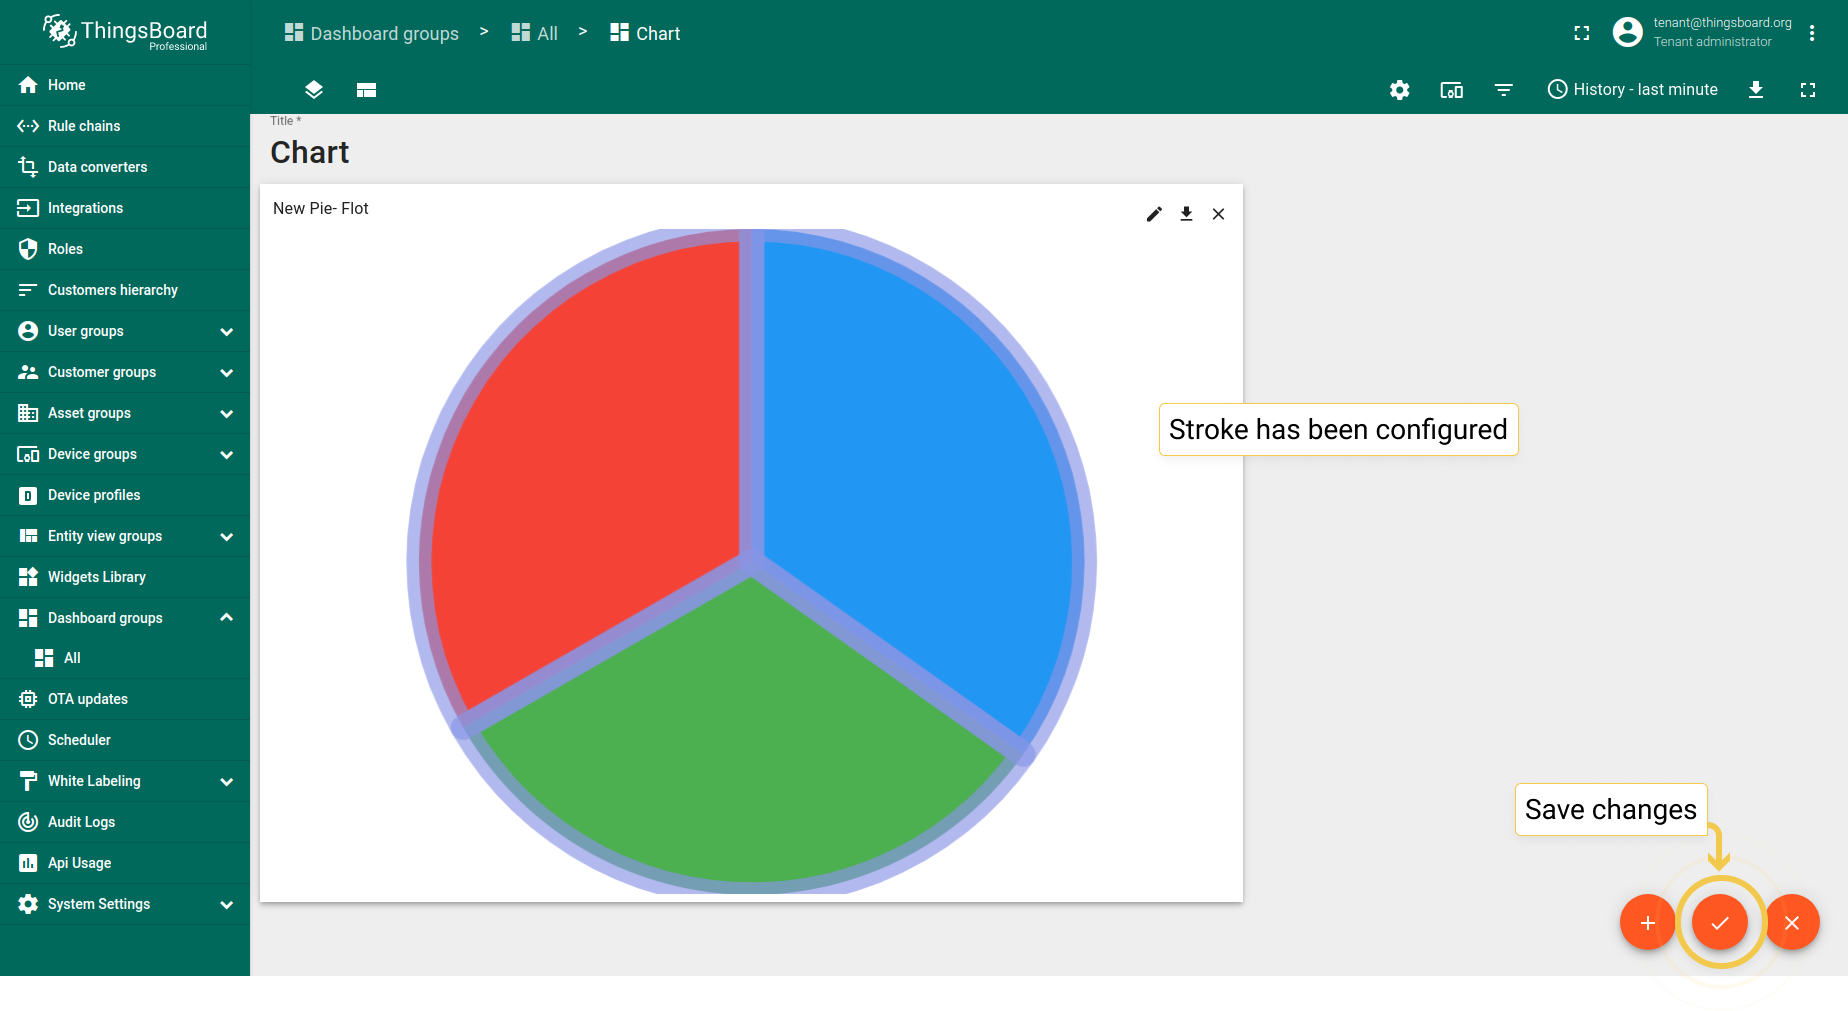 ThingsBoard
Professional
Dashboard groups > All > Chart
tenant@thingsboard.org
Tenant administrator
Home
Rule chains
Data converters
Integrations
Roles
Customers hierarchy
User groups
Customer groups
Asset groups
Device groups
Device profiles
Entity view groups
Widgets Library
Dashboard groups
All
OTA updates
Scheduler
White Labeling
Audit Logs
Api Usage
System Settings
History - last minute
Title *
Chart
New Pie- Flot
Stroke has been configured
Save changes